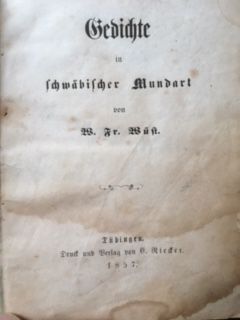 Gedichte
in
schwäbischer Mundart
von
W. Fr. Wüst.
Tübingen.
Druck und Verlag von E. Riecker.
1857.